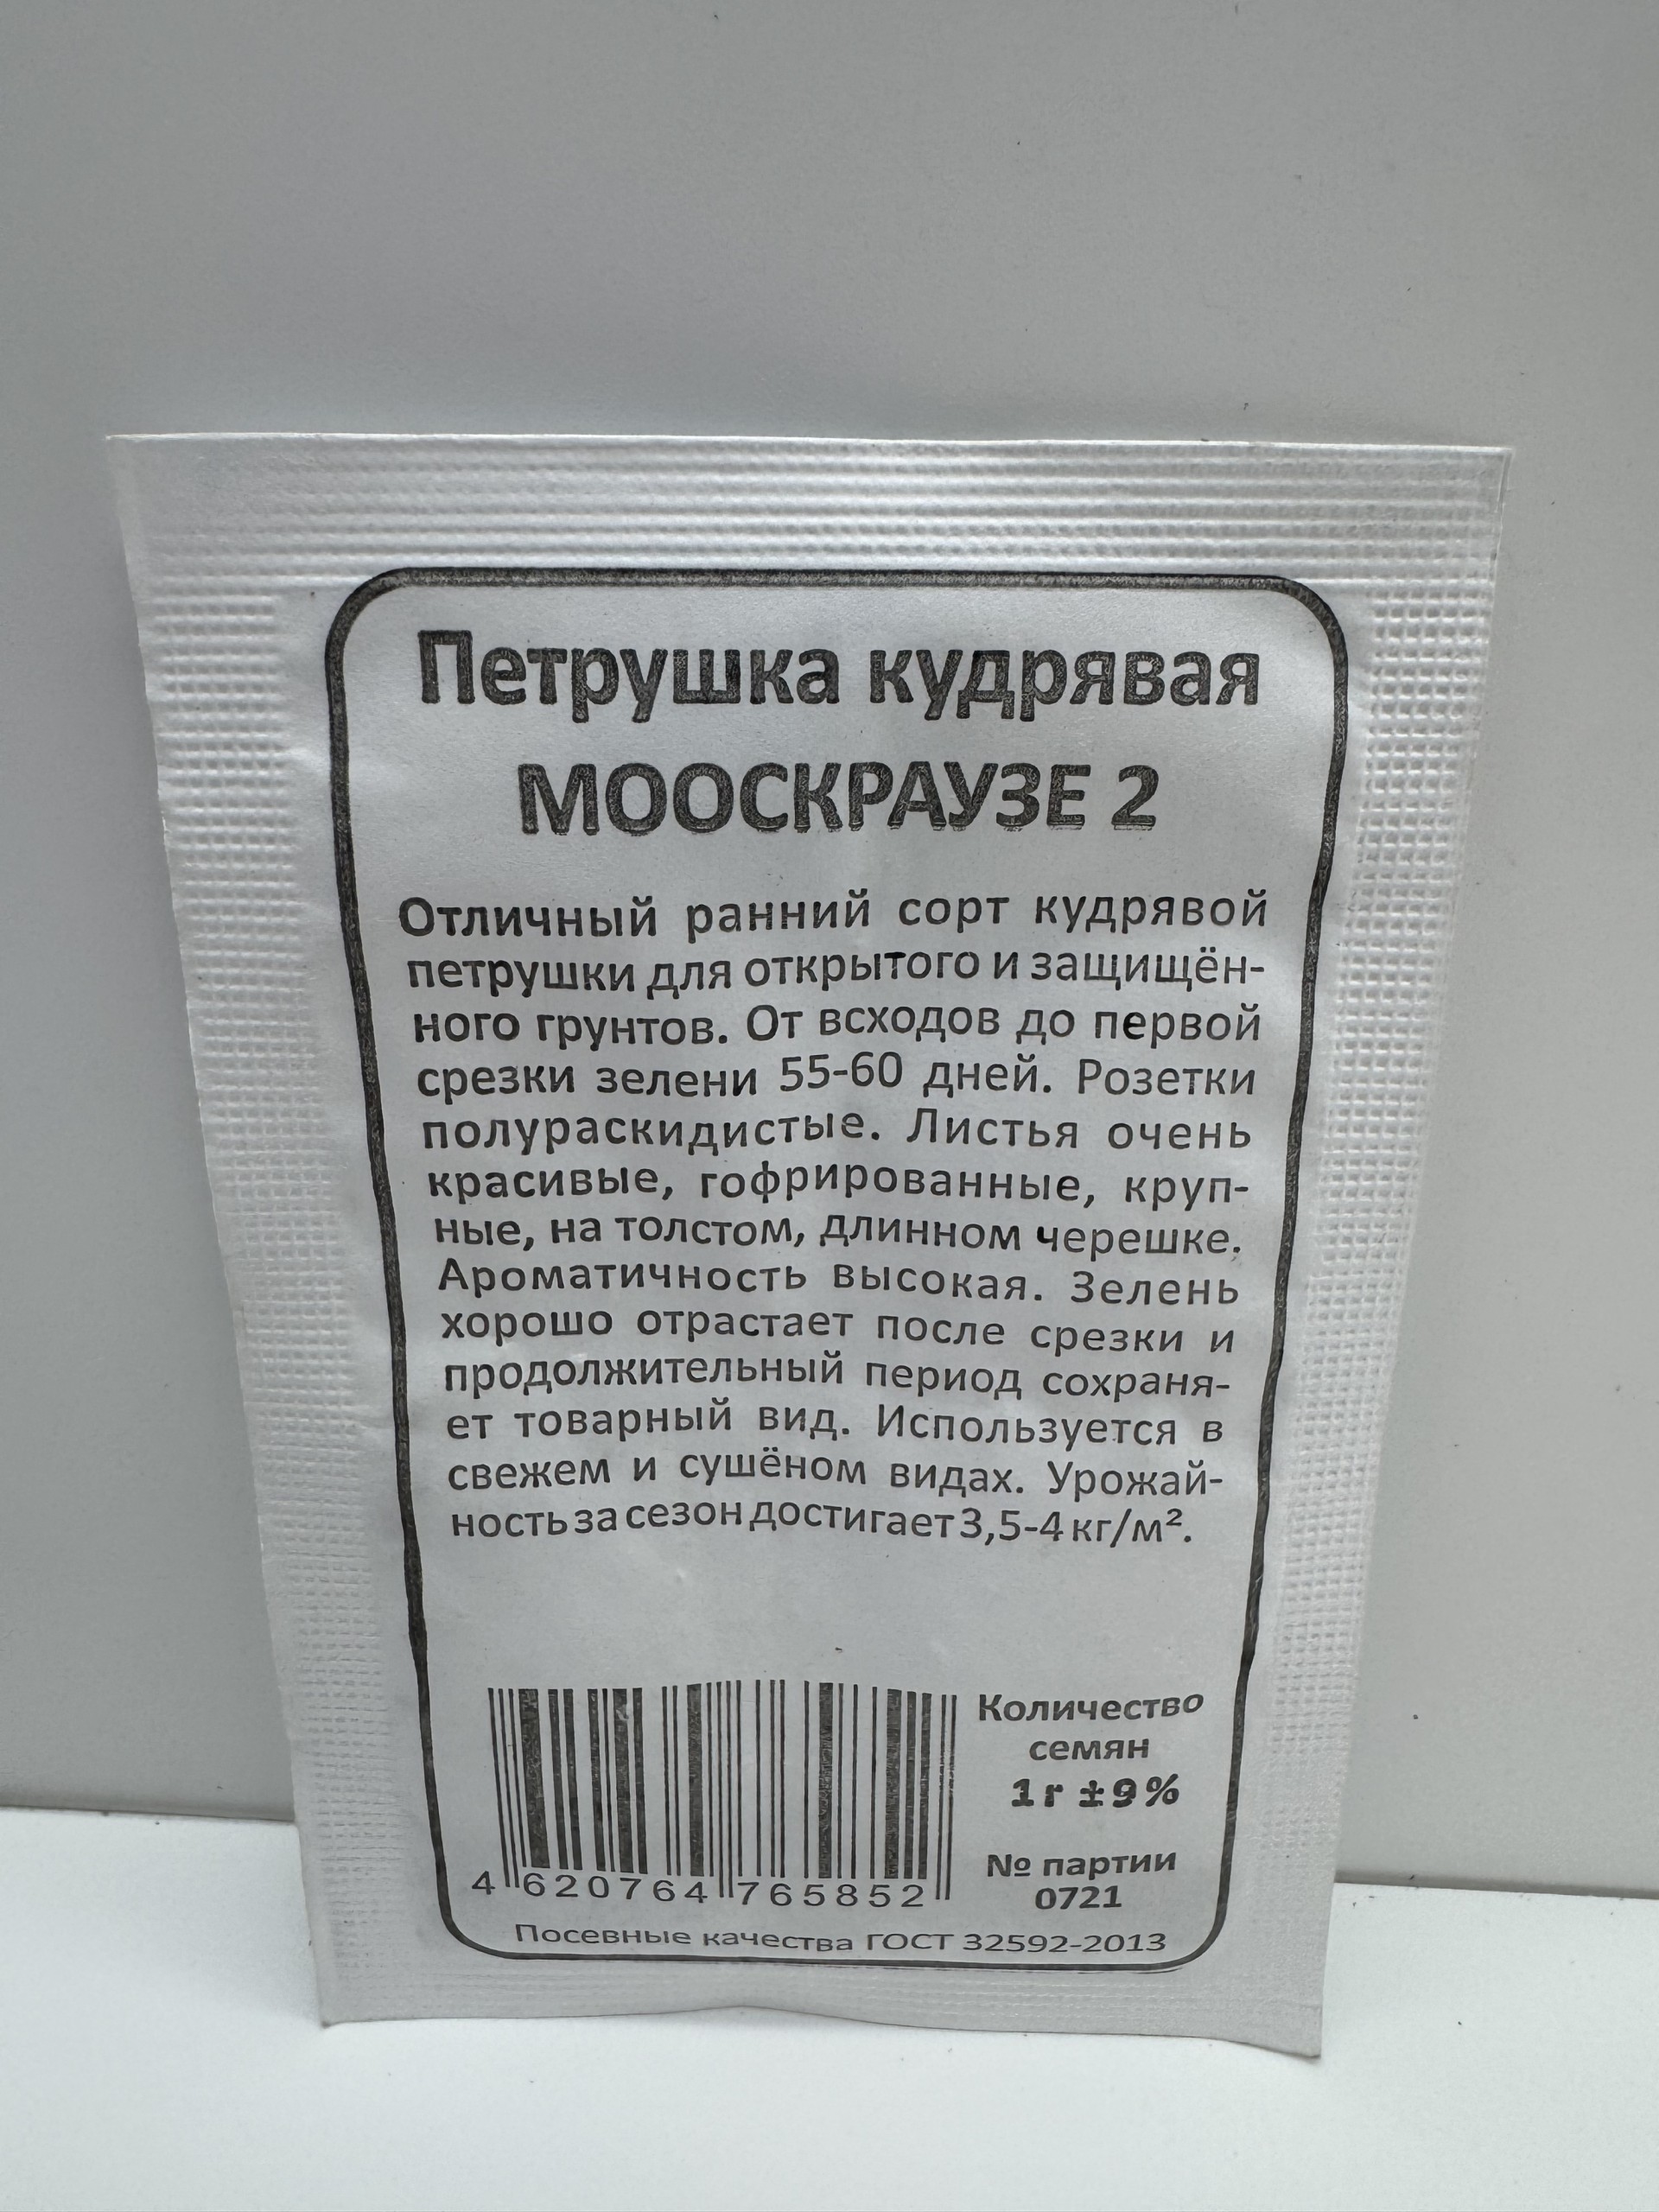 Петрушка кудрявая
МООСКРАУЗЕ 2
Отличный ранний сорт кудрявой
петрушки для открытого и защищён-
ного грунтов. От всходов до первой
срезки зелени 55-60 дней. Розетки
полураскидистые. Листья очень
красивые, гофрированные, круп-
ные, на толстом, длинном черешке.
Ароматичность высокая. Зелень
хорошо отрастает после срезки и
продолжительный период сохраня-
ет товарный вид. Используется в
свежем и сушёном видах. Урожай-
ность за сезон достигает 3,5-4 кг/м².
Количество
семян
1 г ±9%
№ партии
0721
4 620764 765852
Посевные качества ГОСТ 32592-2013